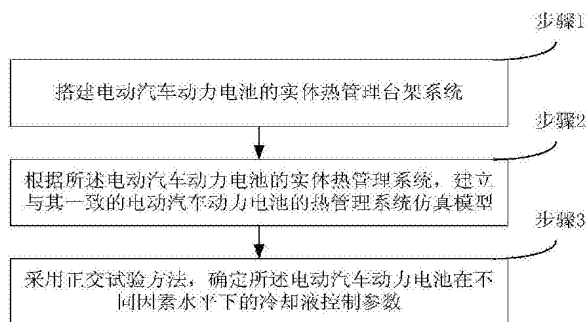 步骤1
搭建电动汽车动力电池的实体热管理台架系统
步骤2
根据所述电动汽车动力电池的实体热管理系统，建立
与其一致的电动汽车动力电池的热管理系统仿真模型
步骤3
采用正交试验方法，确定所述电动汽车动力电池在不
同因素水平下的冷却液控制参数